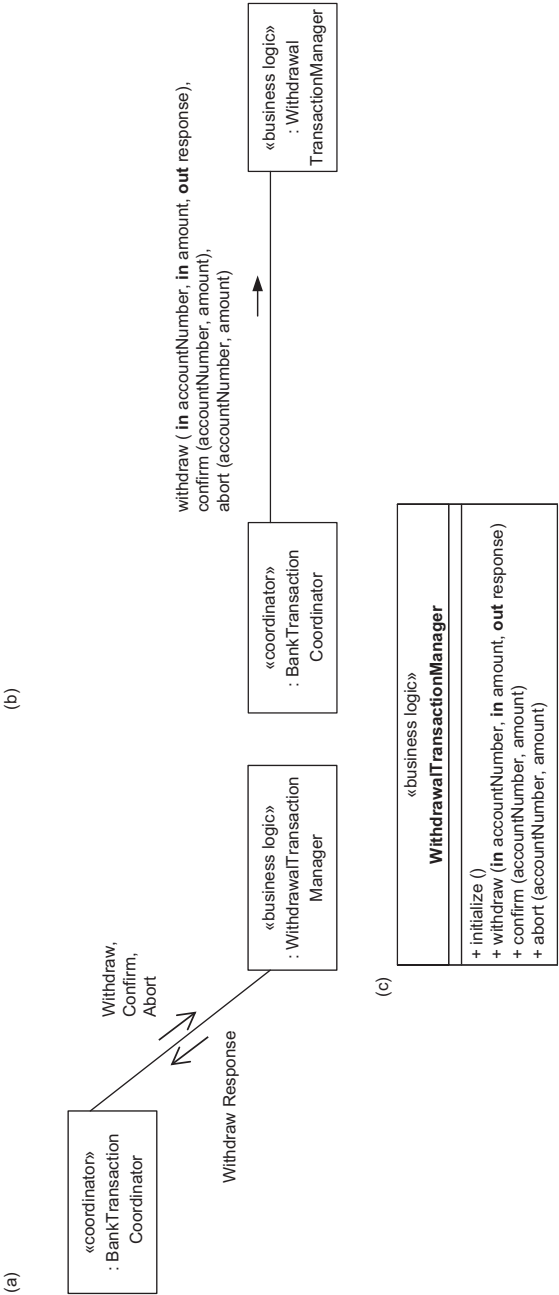 (a)
«coordinator»
: BankTransaction
Coordinator
Withdraw,
Confirm,
Abort
Withdraw Response
«business logic»
: WithdrawalTransaction
Manager
(b)
«coordinator»
: BankTransaction
Coordinator
withdraw ( in accountNumber, in amount, out response),
confirm (accountNumber, amount),
abort (accountNumber, amount)
«business logic»
: Withdrawal
TransactionManager
(c)
«business logic»
WithdrawalTransactionManager
+ initialize ()
+ withdraw (in accountNumber, in amount, out response)
+ confirm (accountNumber, amount)
+ abort (accountNumber, amount)